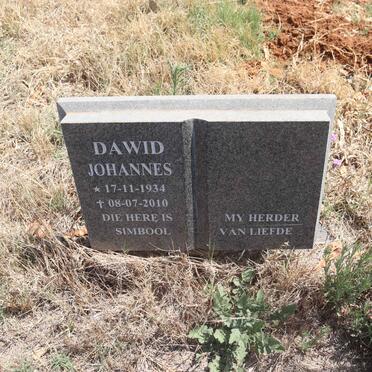 DAWID
JOHANNES
* 17-11-1934
✝ 08-07-2010
DIE HERE IS
SIMBOOL
MY HERDER
VAN LIEFDE